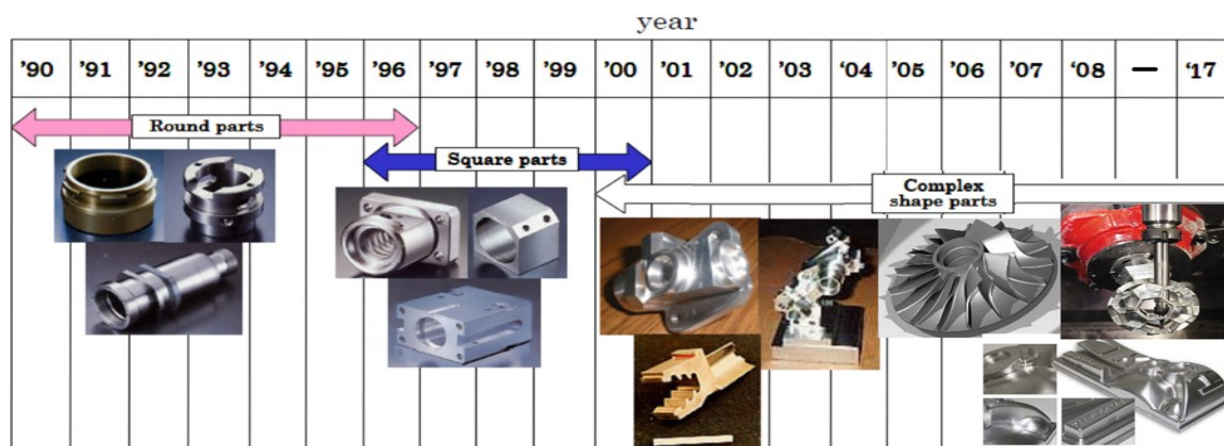 year
'90 '91 '92 '93 '94 '95 '96 '97 '98 '99 '00 '01 '02 '03 '04 '05 '06 '07 '08 — '17
Round parts
Square parts
Complex
shape parts